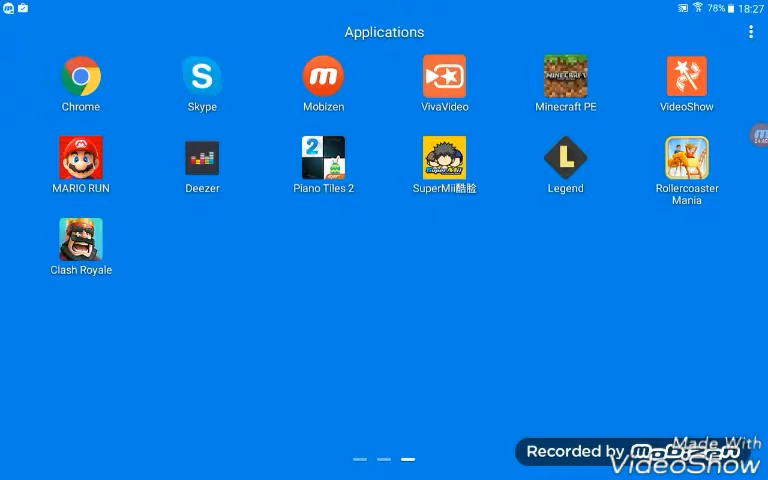 78% 18:27
Applications
Chrome
Skype
Mobizen
VivaVideo
Minecraft PE
VideoShow
MARIO RUN
Deezer
Piano Tiles 2
SuperMii酷脸
Legend
Rollercoaster
Mania
Clash Royale
Recorded by mobizen
Made With
VideoShow